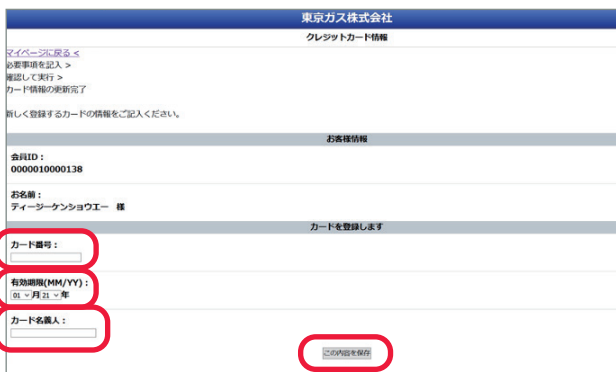 東京ガス株式会社
クレジットカード情報
マイページに戻る <
必要事項を記入 >
確認して実行 >
カード情報の更新完了
新しく登録するカードの情報をご記入ください。
お客様情報
会員ID：
0000010000138
お名前：
ティージーケンショウエー 様
カードを登録します
カード番号：
有効期限(MM/YY)：
01 月 21 年
カード名義人：
この内容を保存